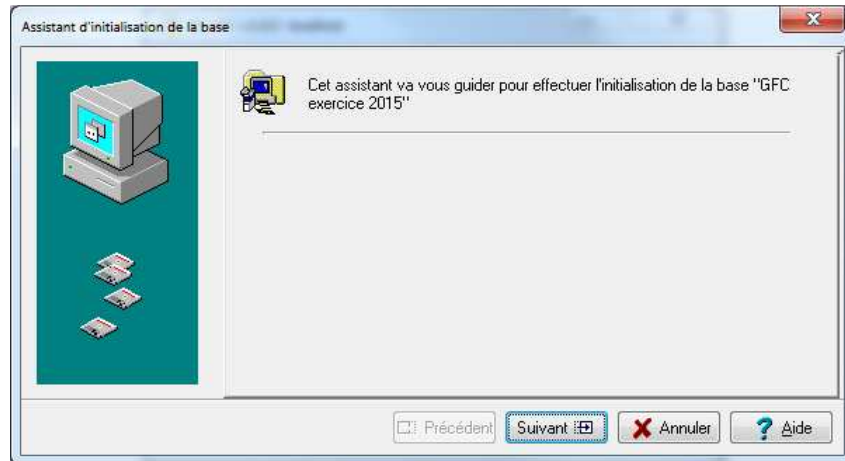 Assistant d'initialisation de la base
Cet assistant va vous guider pour effectuer l'initialisation de la base "GFC
exercice 2015"
Précédent
Suivant
Annuler
Aide